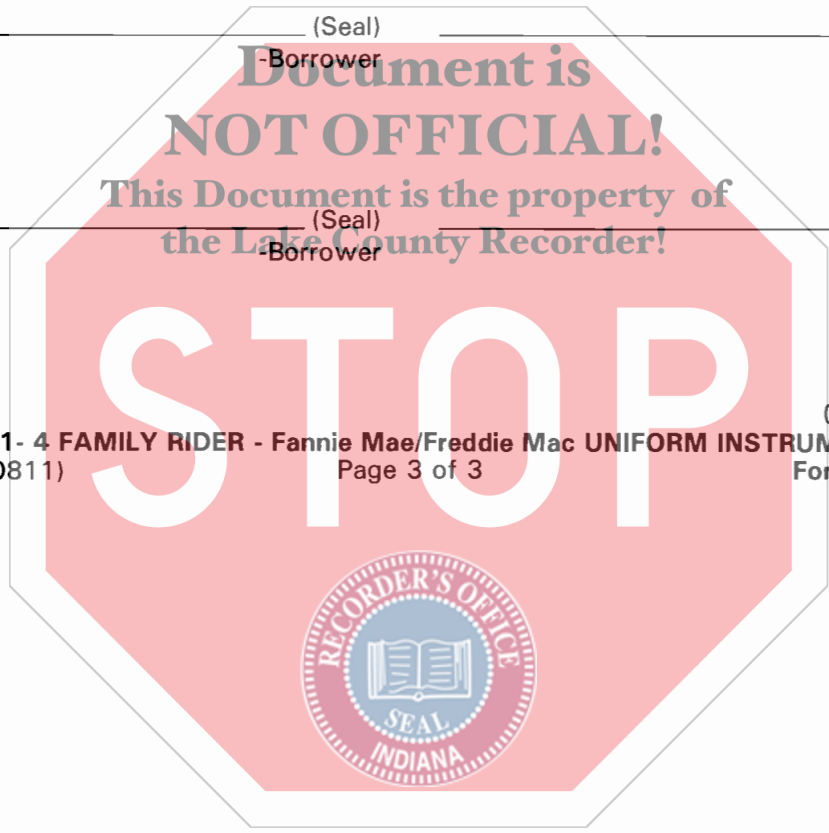 (Seal)
-Borrower
Document is
NOT OFFICIAL!
This Document is the property of
the Lake County Recorder!
(Seal)
-Borrower
STOP
1- 4 FAMILY RIDER - Fannie Mae/Freddie Mac UNIFORM INSTRUM
0811) Page 3 of 3 For
RECORDER'S OFFICE
SEAL
INDIANA